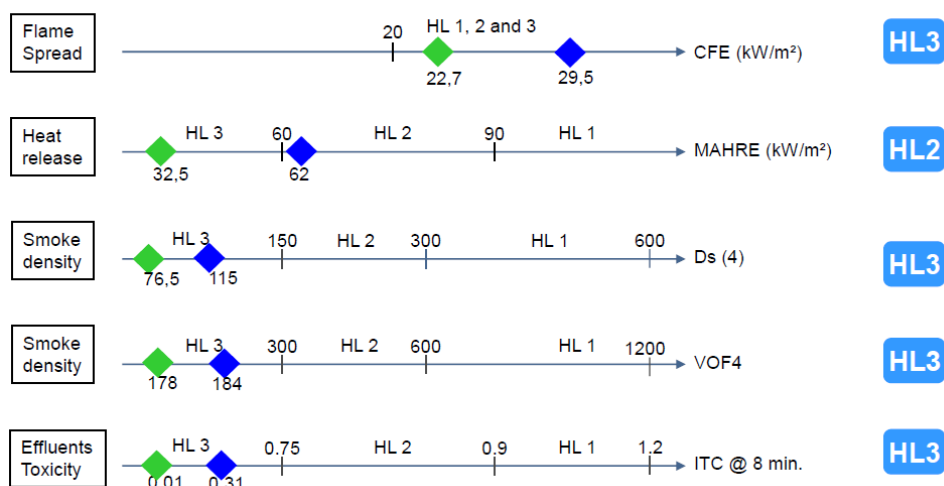 Flame
Spread
20
HL 1, 2 and 3
22,7
29,5
CFE (kW/m²)
HL3
Heat
release
HL 3
60
HL 2
90
HL 1
32,5
62
MAHRE (kW/m²)
HL2
Smoke
density
HL 3
150
HL 2
300
HL 1
600
76,5
115
Ds (4)
HL3
Smoke
density
HL 3
300
HL 2
600
HL 1
1200
178
184
VOF4
HL3
Effluents
Toxicity
HL 3
0.75
HL 2
0.9
HL 1
1.2
0.01
0.31
ITC @ 8 min.
HL3